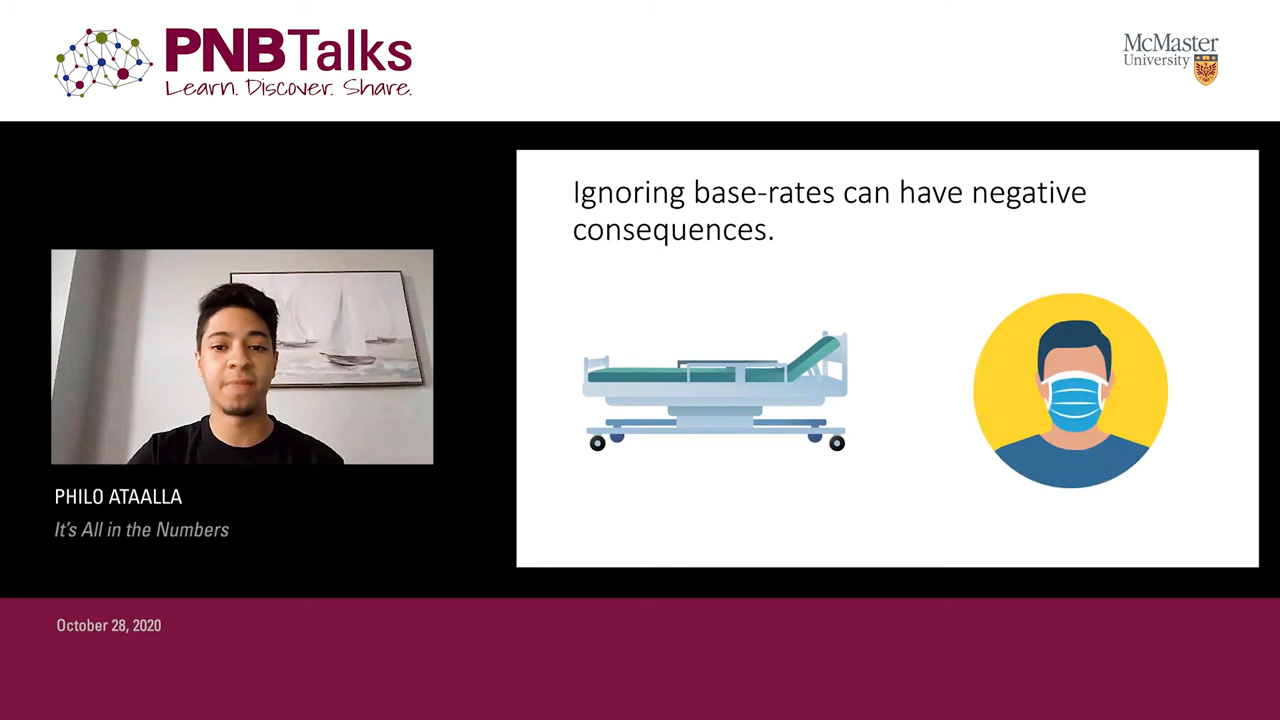 PNBTalks
Learn. Discover. Share.
McMaster
University
Ignoring base-rates can have negative
consequences.
PHILO ATAALLA
It's All in the Numbers
October 28, 2020